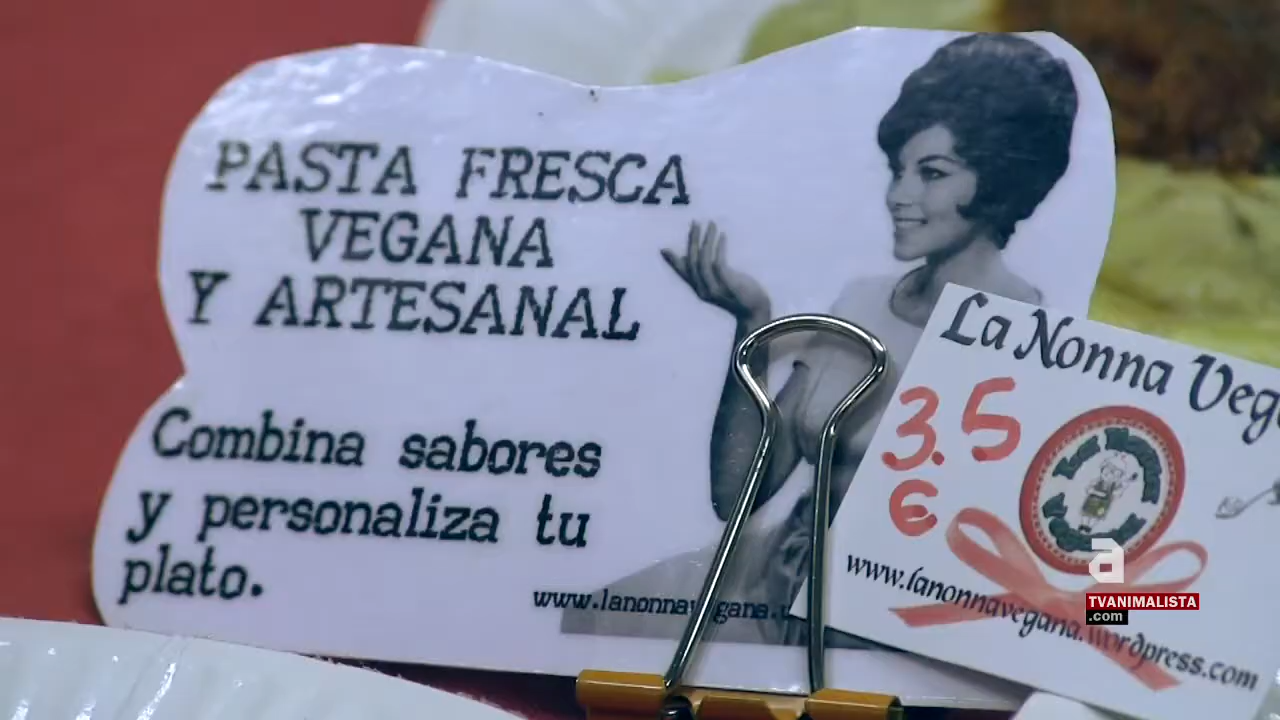 PASTA FRESCA
VEGANA
Y ARTESANAL
Combina sabores
y personaliza tu
plato.
La Nonna
3.5
€
www.lanonnavegana.wordpress.com
a
TVANIMALISTA
.com